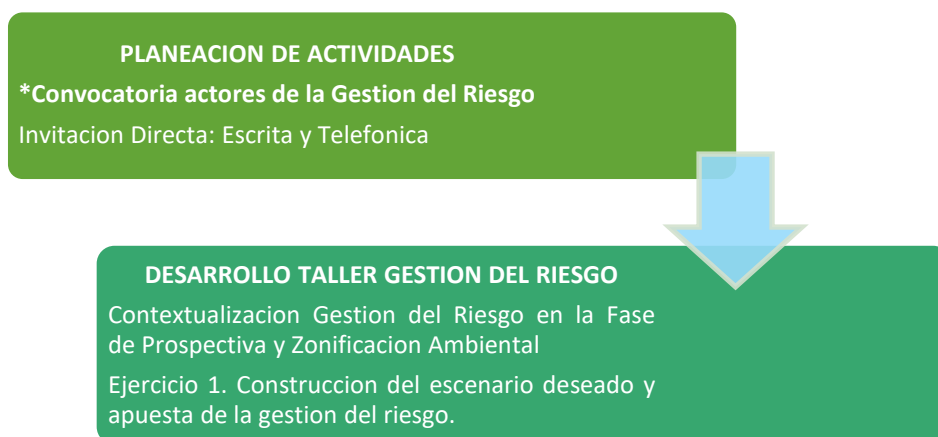 PLANEACION DE ACTIVIDADES
*Convocatoria actores de la Gestion del Riesgo
Invitacion Directa: Escrita y Telefonica
DESARROLLO TALLER GESTION DEL RIESGO
Contextualizacion Gestion del Riesgo en la Fase
de Prospectiva y Zonificacion Ambiental
Ejercicio 1. Construccion del escenario deseado y
apuesta de la gestion del riesgo.